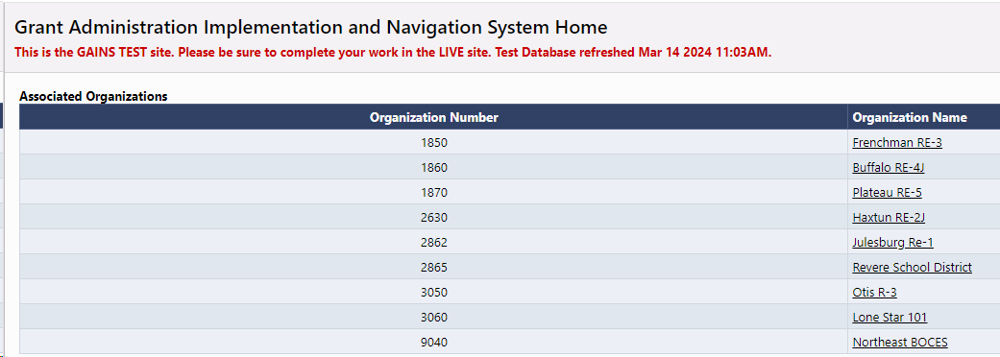 Grant Administration Implementation and Navigation System Home
This is the GAINS TEST site. Please be sure to complete your work in the LIVE site. Test Database refreshed Mar 14 2024 11:03AM.
Associated Organizations
Organization Number Organization Name
1850 Frenchman RE-3
1860 Buffalo RE-4J
1870 Plateau RE-5
2630 Haxtun RE-2J
2862 Julesburg Re-1
2865 Revere School District
3050 Otis R-3
3060 Lone Star 101
9040 Northeast BOCES